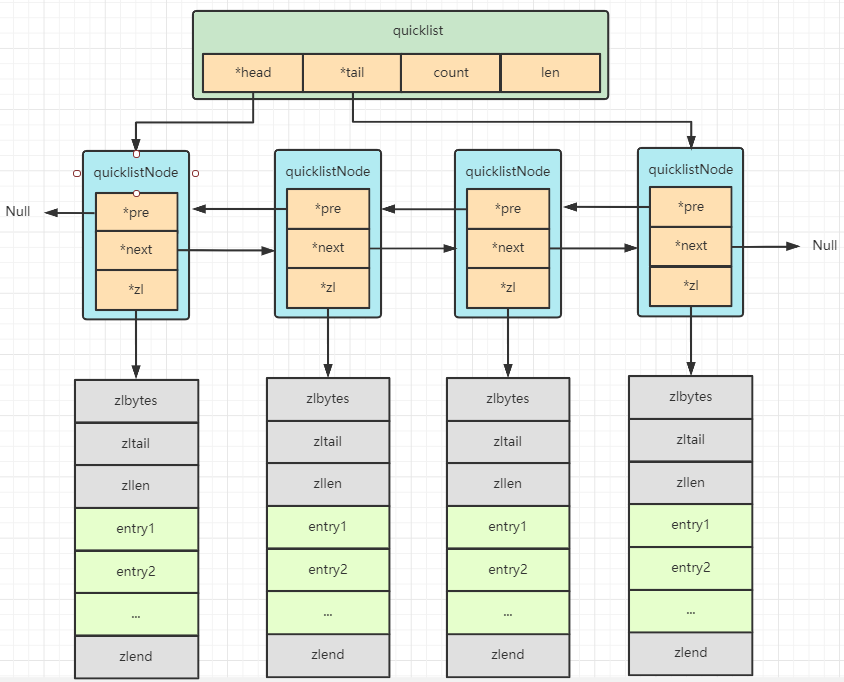 quicklist
*head *tail count len
quicklistNode quicklistNode quicklistNode quicklistNode
Null *pre *pre *pre *pre
*next *next *next *next Null
*zl *zl *zl *zl
zlbytes zlbytes zlbytes zlbytes
zltail zltail zltail zltail
zllen zllen zllen zllen
entry1 entry1 entry1 entry1
entry2 entry2 entry2 entry2
... ... ... ...
zlend zlend zlend zlend